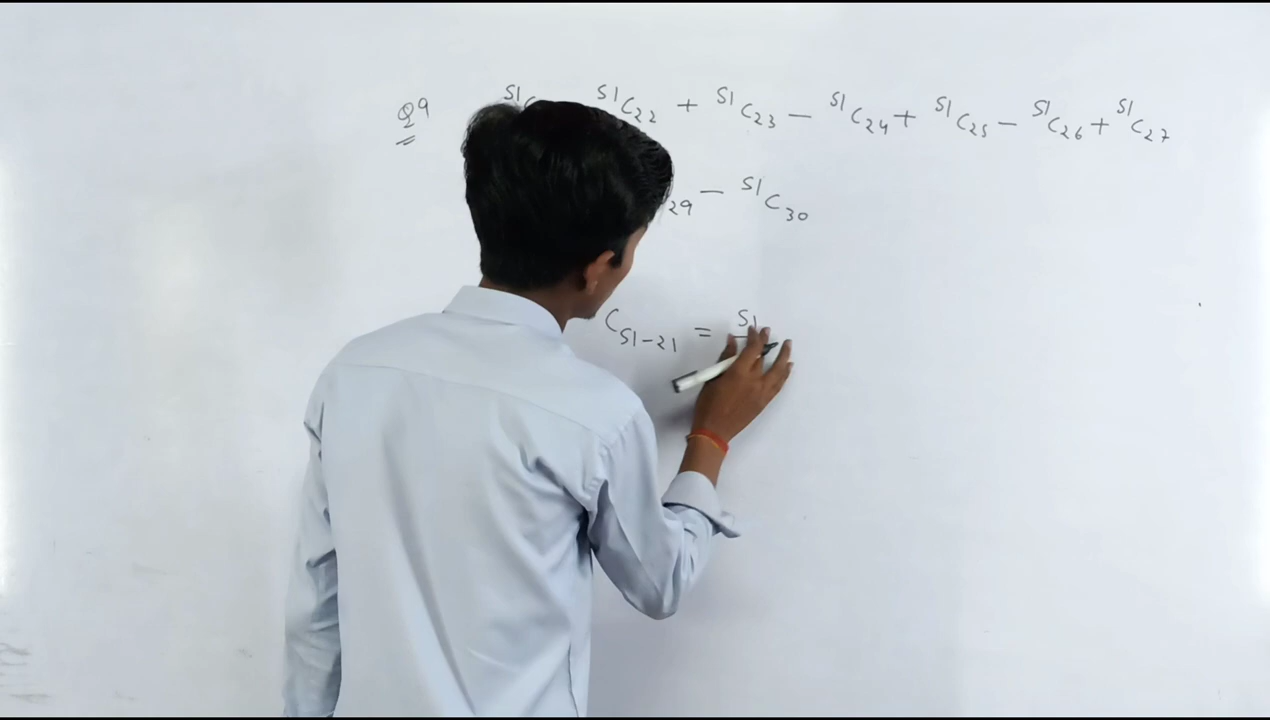 Q9 51C 51C22 + 51C23 − 51C24 + 51C25 − 51C26 + 51C27
29 − 51C30
C51−21 = 51